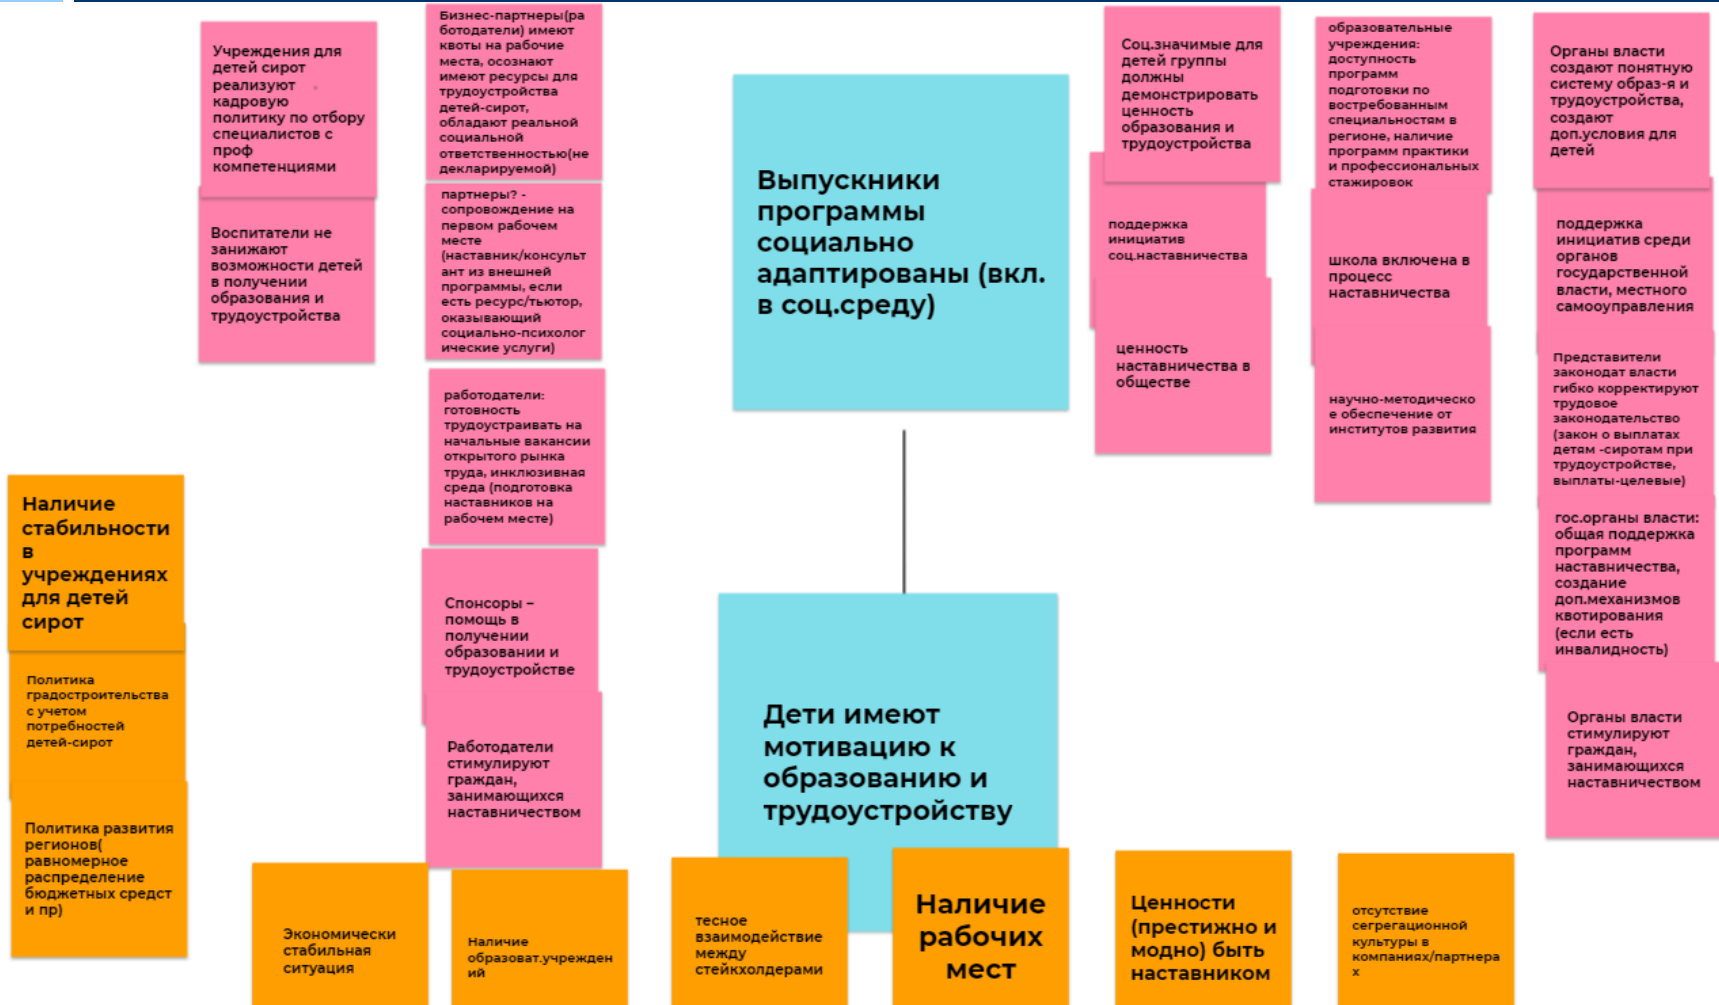 Учреждения для
детей сирот
реализуют
кадровую
политику по отбору
специалистов с
проф
компетенциями
Воспитатели не
занижают
возможности детей
в получении
образования и
трудоустройства
Бизнес-партнеры(ра
ботодатели) имеют
квоты на рабочие
места, осознают
имеют ресурсы для
трудоустройства
детей-сирот,
обладают реальной
социальной
ответственностью(не
декларируемой)
партнеры? -
сопровождение на
первом рабочем
месте
(наставник/консульт
ант из внешней
программы, если
есть ресурс/тьютор,
оказывающий
социально-психолог
ические услуги)
работодатели:
готовность
трудоустраивать на
начальные вакансии
открытого рынка
труда, инклюзивная
среда (подготовка
наставников на
рабочем месте)
Спонсоры –
помощь в
получении
образовании и
трудоустройстве
Работодатели
стимулируют
граждан,
занимающихся
наставничеством
Выпускники
программы
социально
адаптированы (вкл.
в соц.среду)
Дети имеют
мотивацию к
образованию и
трудоустройству
Соц.значимые для
детей группы
должны
демонстрировать
ценность
образования и
трудоустройства
поддержка
инициатив
соц.наставничества
ценность
наставничества в
обществе
образовательные
учреждения:
доступность
программ
подготовки по
востребованным
специальностям в
регионе, наличие
программ практики
и профессиональных
стажировок
школа включена в
процесс
наставничества
научно-методическо
е обеспечение от
институтов развития
Органы власти
создают понятную
систему образ-я и
трудоустройства,
создают
доп.условия для
детей
поддержка
инициатив среди
органов
государственной
власти, местного
самооуправления
Представители
законодат власти
гибко корректируют
трудовое
законодательство
(закон о выплатах
детям -сиротам при
трудоустройстве,
выплаты-целевые)
гос.органы власти:
общая поддержка
программ
наставничества,
создание
доп.механизмов
квотирования
(если есть
инвалидность)
Органы власти
стимулируют
граждан,
занимающихся
наставничеством
Наличие
стабильности
в
учреждениях
для детей
сирот
Политика
градостроительства
с учетом
потребностей
детей-сирот
Политика развития
регионов(
равномерное
распределение
бюджетных средст
и пр)
Экономически
стабильная
ситуация
Наличие
образоват.учрежден
ий
тесное
взаимодействие
между
стейкхолдерами
Наличие
рабочих
мест
Ценности
(престижно и
модно) быть
наставником
отсутствие
сегрегационной
культуры в
компаниях/партнера
х